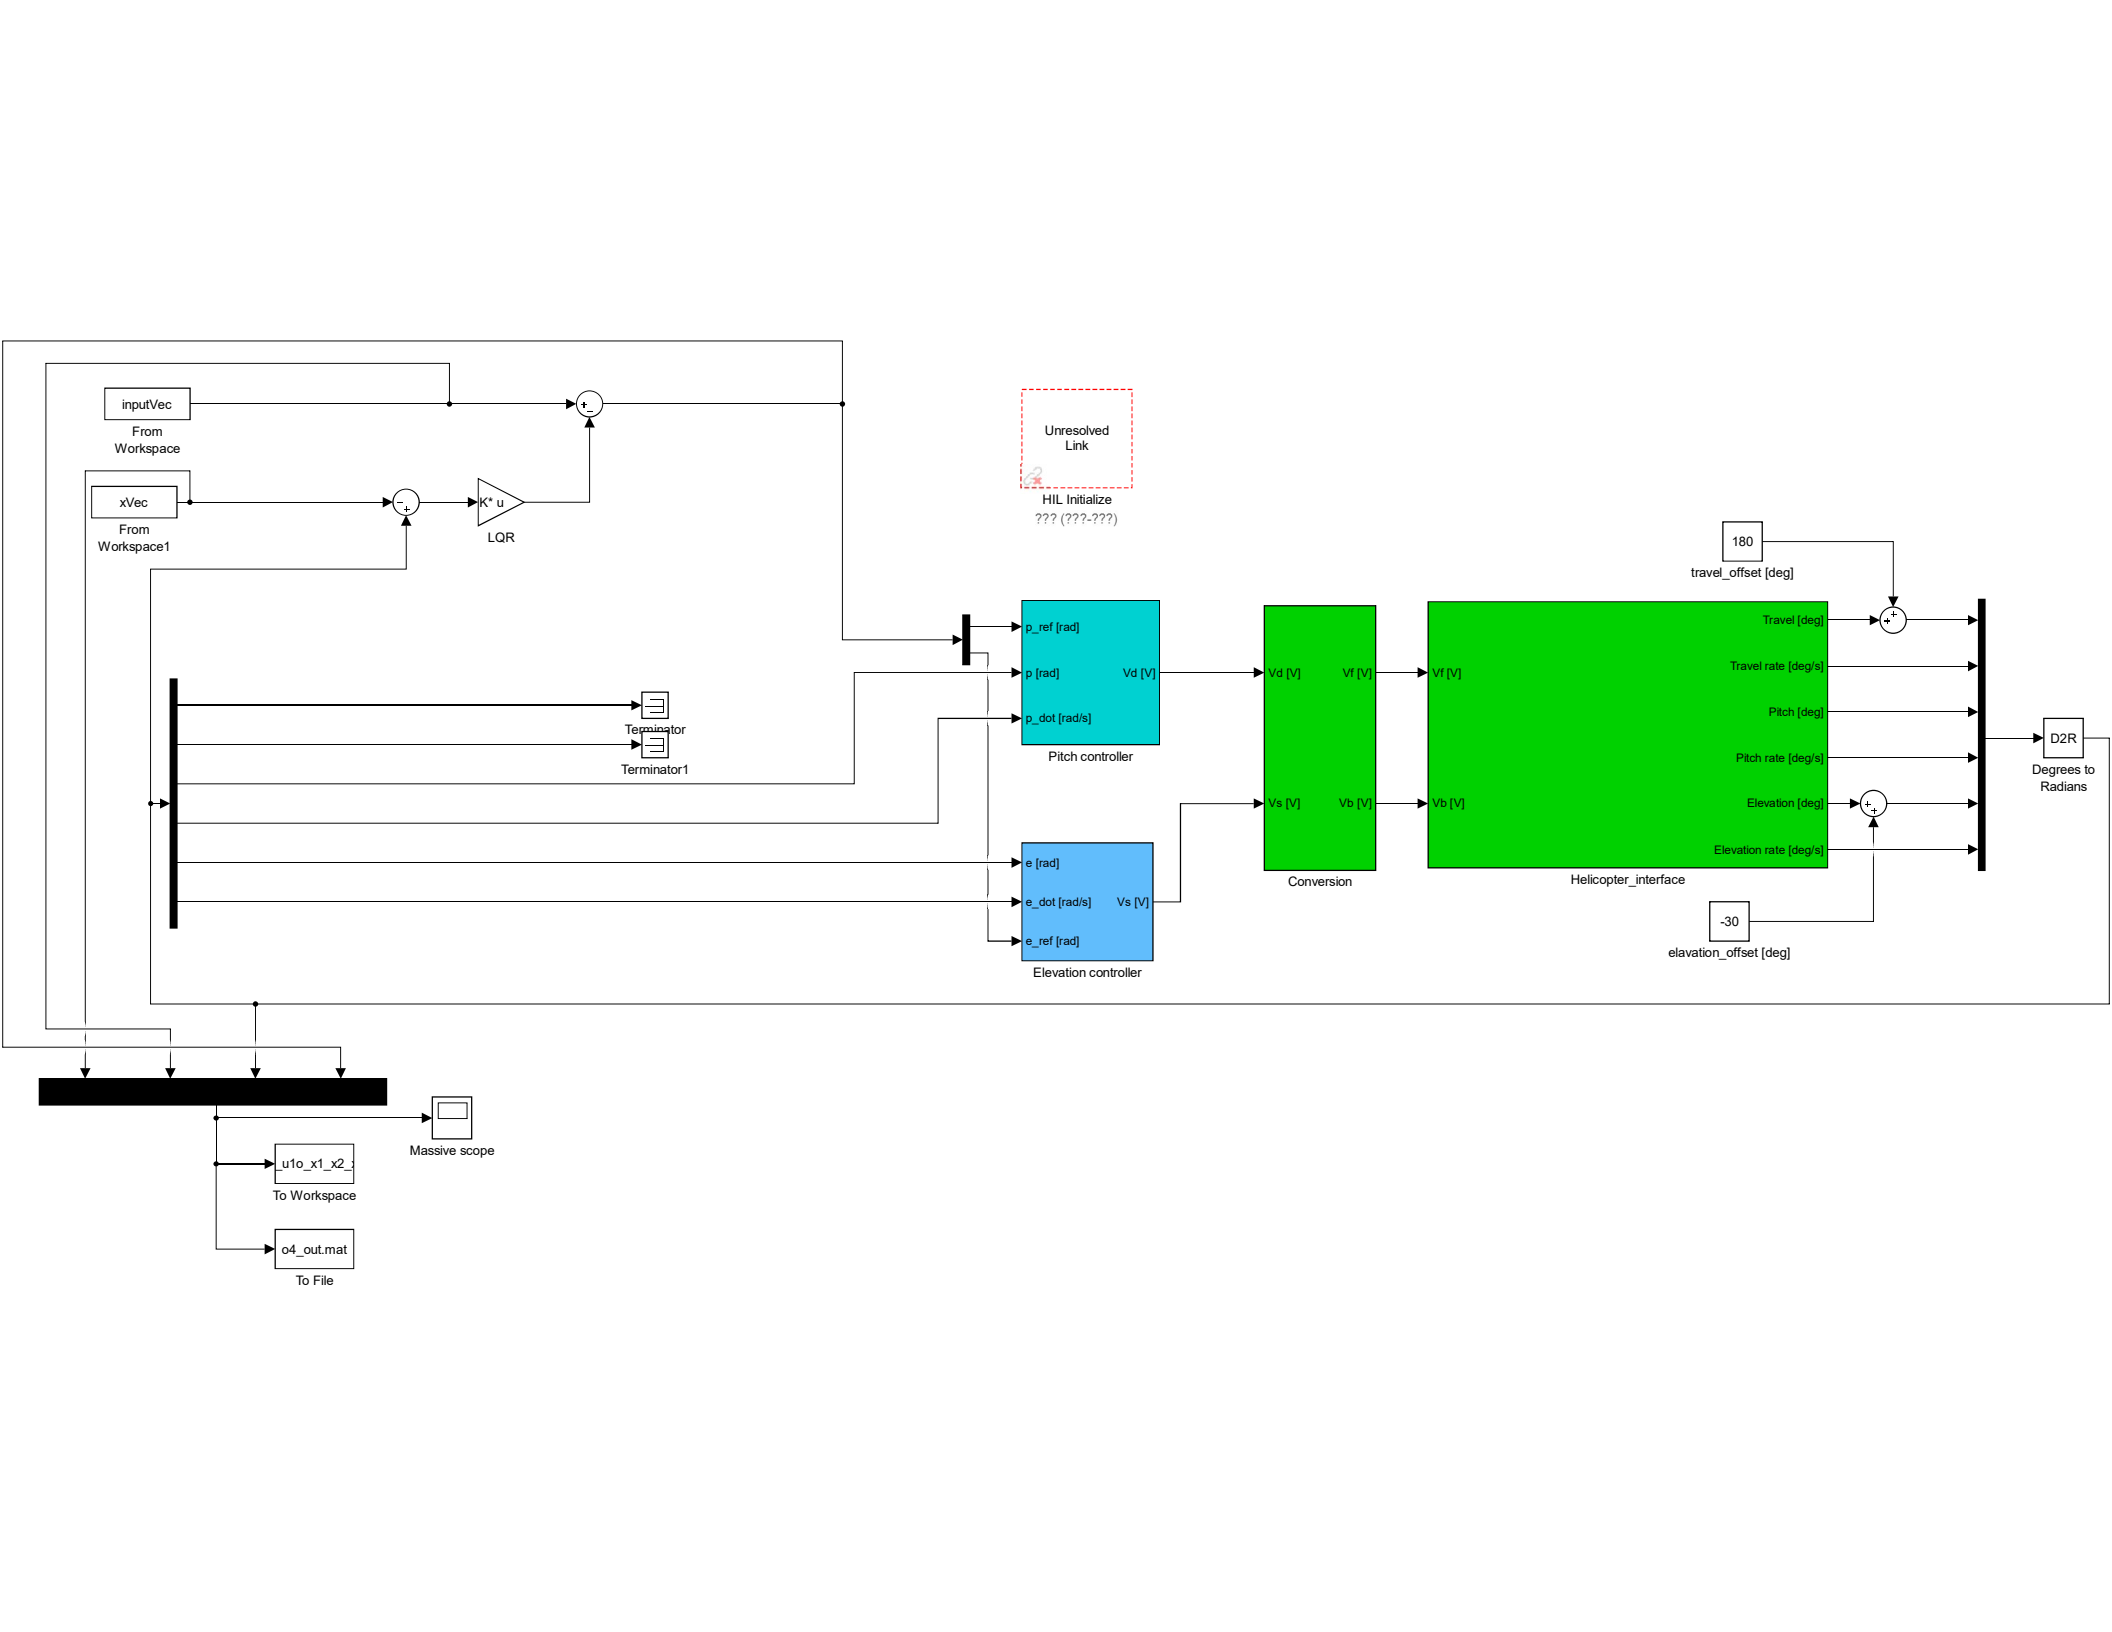 inputVec
From
Workspace
xVec
From
Workspace1
K* u
LQR
Unresolved
Link
HIL Initialize
??? (???-???)
180
travel_offset [deg]
p_ref [rad]
p [rad]
p_dot [rad/s]
Vd [V]
Pitch controller
Terminator
Terminator1
e [rad]
e_dot [rad/s]
e_ref [rad]
Vs [V]
Elevation controller
Vd [V]
Vs [V]
Vf [V]
Vb [V]
Conversion
Vf [V]
Vb [V]
Travel [deg]
Travel rate [deg/s]
Pitch [deg]
Pitch rate [deg/s]
Elevation [deg]
Elevation rate [deg/s]
Helicopter_interface
-30
elavation_offset [deg]
D2R
Degrees to
Radians
Massive scope
_u1o_x1_x2_
To Workspace
o4_out.mat
To File